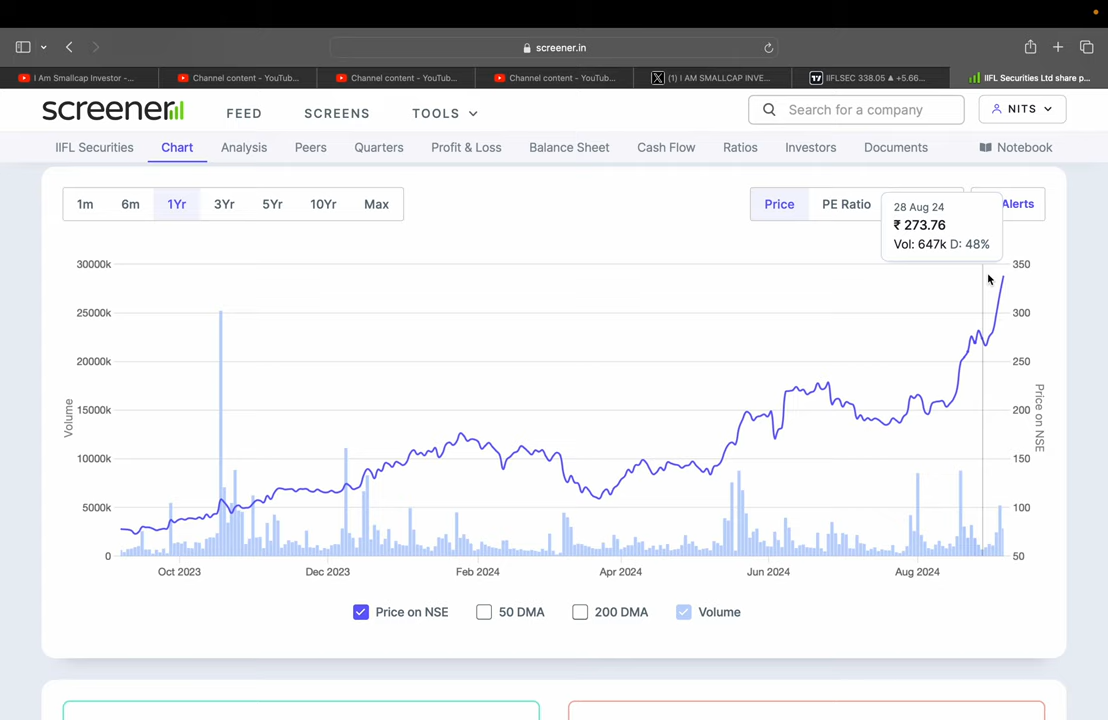 screener.in
I Am Smallcap Investor -...
Channel content - YouTub...
Channel content - YouTub...
Channel content - YouTub...
(1) I AM SMALLCAP INVE...
IIFLSEC 338.05 ▲ +5.66...
IIFL Securities Ltd share p...
screener
FEED
SCREENS
TOOLS
Search for a company
NITS
IIFL Securities
Chart
Analysis
Peers
Quarters
Profit & Loss
Balance Sheet
Cash Flow
Ratios
Investors
Documents
Notebook
1m
6m
1Yr
3Yr
5Yr
10Yr
Max
Price
PE Ratio
Alerts
28 Aug 24
₹ 273.76
Vol: 647k D: 48%
30000k
25000k
20000k
15000k
10000k
5000k
0
Volume
350
300
250
200
150
100
50
Price on NSE
Oct 2023
Dec 2023
Feb 2024
Apr 2024
Jun 2024
Aug 2024
Price on NSE
50 DMA
200 DMA
Volume